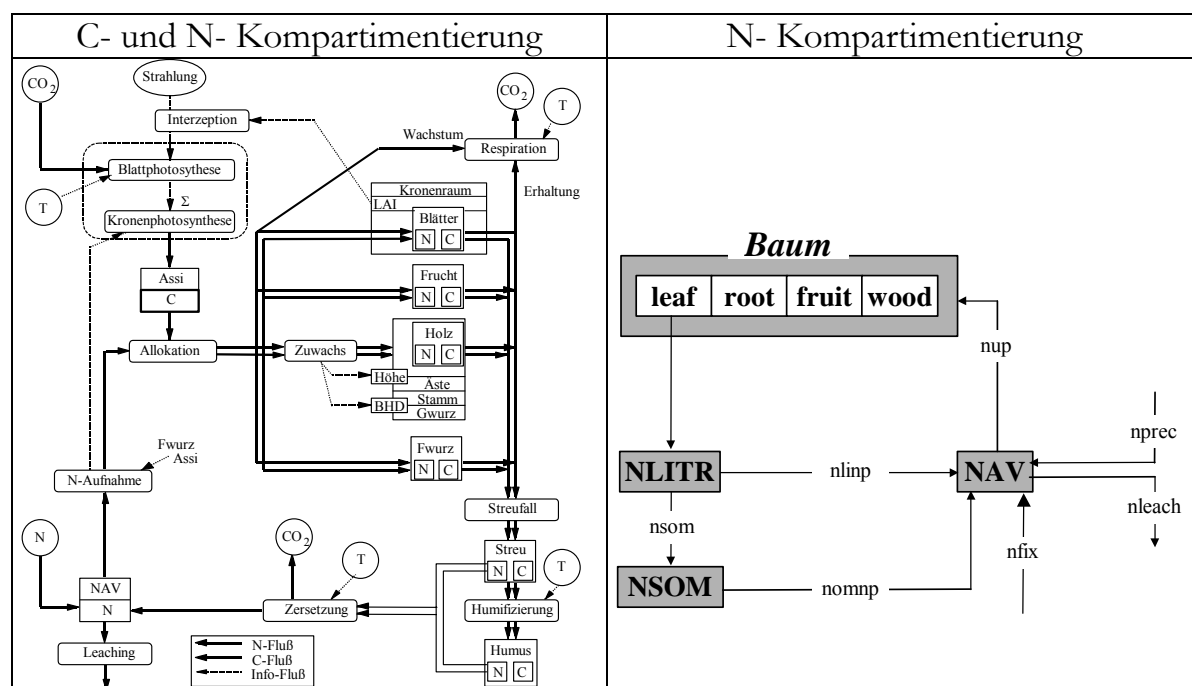 C- und N- Kompartimentierung
N- Kompartimentierung
CO2
Strahlung
CO2
T
Interzeption
Wachstum
Respiration
Blattphotosythese
Erhaltung
T
Σ
Kronenraum
LAI
Kronenphotosynthese
Blätter
N C
Assi
C
Frucht
N C
Allokation
Zuwachs
Holz
N C
Höhe
Äste
BHD
Stamm
Gwurz
Fwurz
Assi
Fwurz
N C
N-Aufnahme
Streufall
N
CO2
T
Streu
N C
T
NAV
N
Zersetzung
Humifizierung
Leaching
N-Fluß
C-Fluß
Info-Fluß
Humus
N C
Baum
leaf root fruit wood
nup
nprec
NLITR
nlinp
NAV
nleach
nsom
nfix
NSOM
nomnp